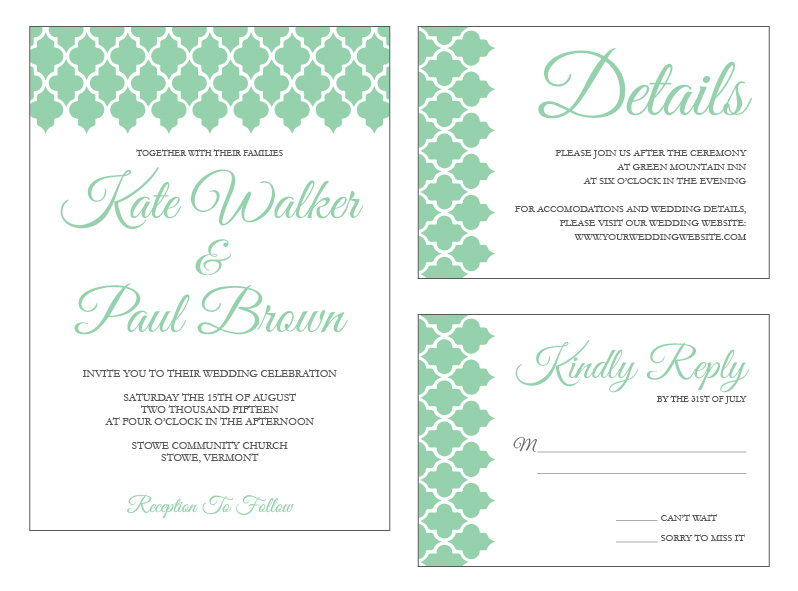 TOGETHER WITH THEIR FAMILIES
Kate Walker
&
Paul Brown
INVITE YOU TO THEIR WEDDING CELEBRATION
SATURDAY THE 15TH OF AUGUST
TWO THOUSAND FIFTEEN
AT FOUR O'CLOCK IN THE AFTERNOON
STOWE COMMUNITY CHURCH
STOWE, VERMONT
Reception To Follow
Details
PLEASE JOIN US AFTER THE CEREMONY
AT GREEN MOUNTAIN INN
AT SIX O'CLOCK IN THE EVENING
FOR ACCOMODATIONS AND WEDDING DETAILS,
PLEASE VISIT OUR WEDDING WEBSITE:
WWW.YOURWEDDINGWEBSITE.COM
Kindly Reply
BY THE 31ST OF JULY
M
CAN'T WAIT
SORRY TO MISS IT